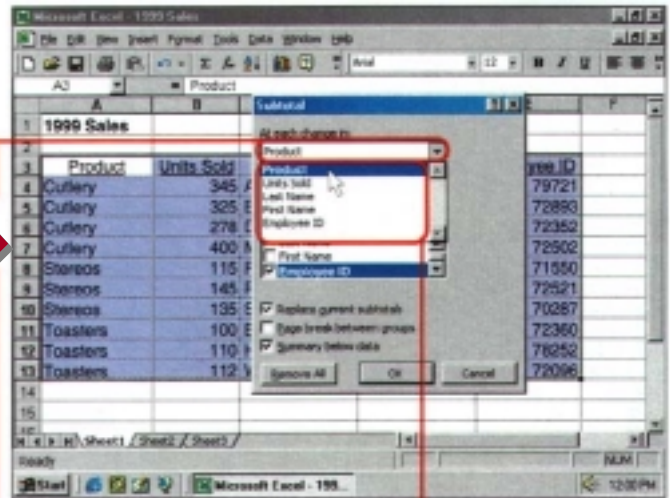 Microsoft Excel - 1999 Sales
File Edit View Insert Format Tools Data Window Help
Arial 12 B I U
A3 = Product
A B F
1 1999 Sales
2
3 Product Units Sold yee ID
4 Cutlery 345 79721
5 Cutlery 325 72893
6 Cutlery 278 72352
7 Cutlery 400 72502
8 Stereos 115 71550
9 Stereos 145 72521
10 Stereos 135 70287
11 Toasters 100 72360
12 Toasters 110 78252
13 Toasters 112 72096
14
15
Subtotal
At each change in:
Product
Product
Units Sold
Last Name
First Name
Employee ID
First Name
Employee ID
Replace current subtotals
Page break between groups
Summary below data
Remove All OK Cancel
Sheet1 Sheet2 Sheet3
Ready NUM
Start Microsoft Excel - 199... 12:00 PM